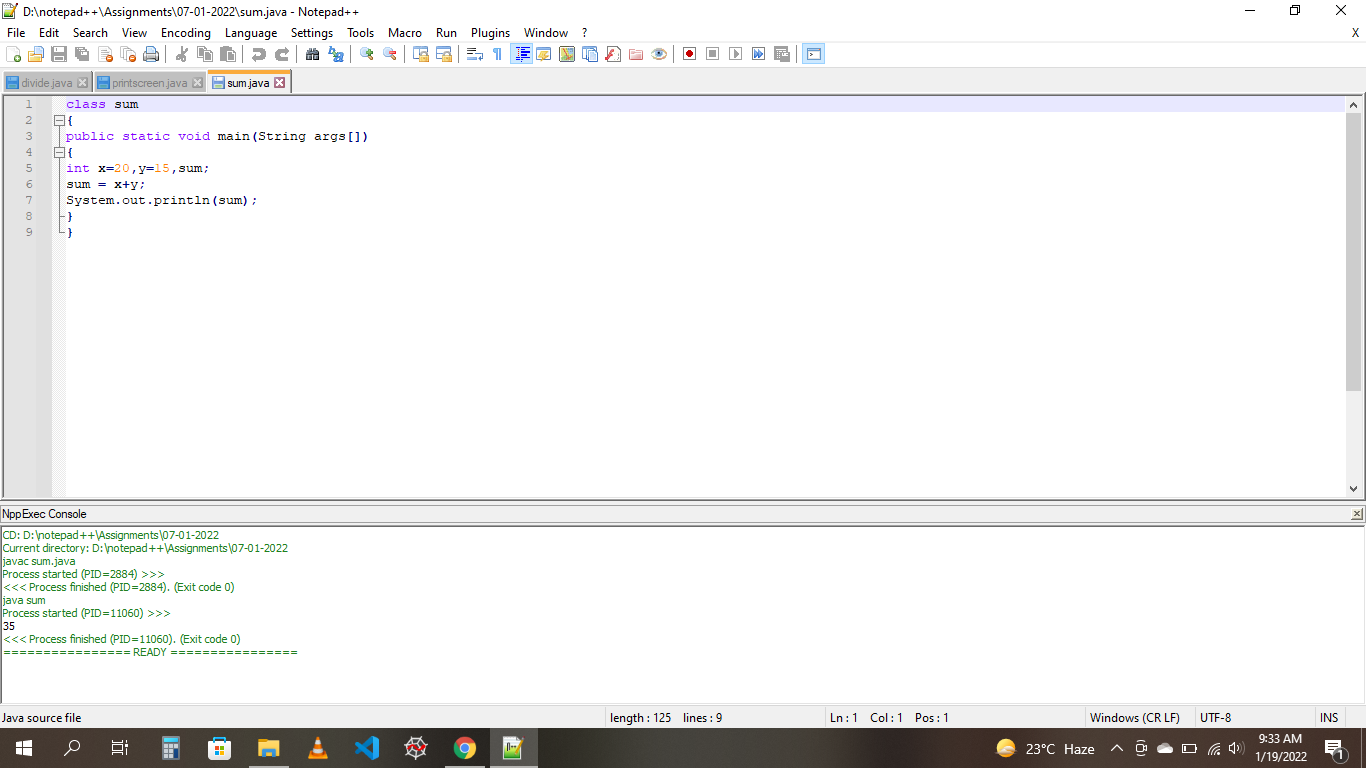 D:\notepad++\Assignments\07-01-2022\sum.java - Notepad++
File Edit Search View Encoding Language Settings Tools Macro Run Plugins Window ? X
divide.java printscreen.java sum.java
1 class sum
2 {
3 public static void main(String args[])
4 {
5 int x=20,y=15,sum;
6 sum = x+y;
7 System.out.println(sum);
8 }
9 }
NppExec Console
CD: D:\notepad++\Assignments\07-01-2022
Current directory: D:\notepad++\Assignments\07-01-2022
javac sum.java
Process started (PID=2884) >>>
<<< Process finished (PID=2884). (Exit code 0)
java sum
Process started (PID=11060) >>>
35
<<< Process finished (PID=11060). (Exit code 0)
================ READY ================
Java source file length : 125 lines : 9 Ln : 1 Col : 1 Pos : 1 Windows (CR LF) UTF-8 INS
23°C Haze 9:33 AM
1/19/2022 1